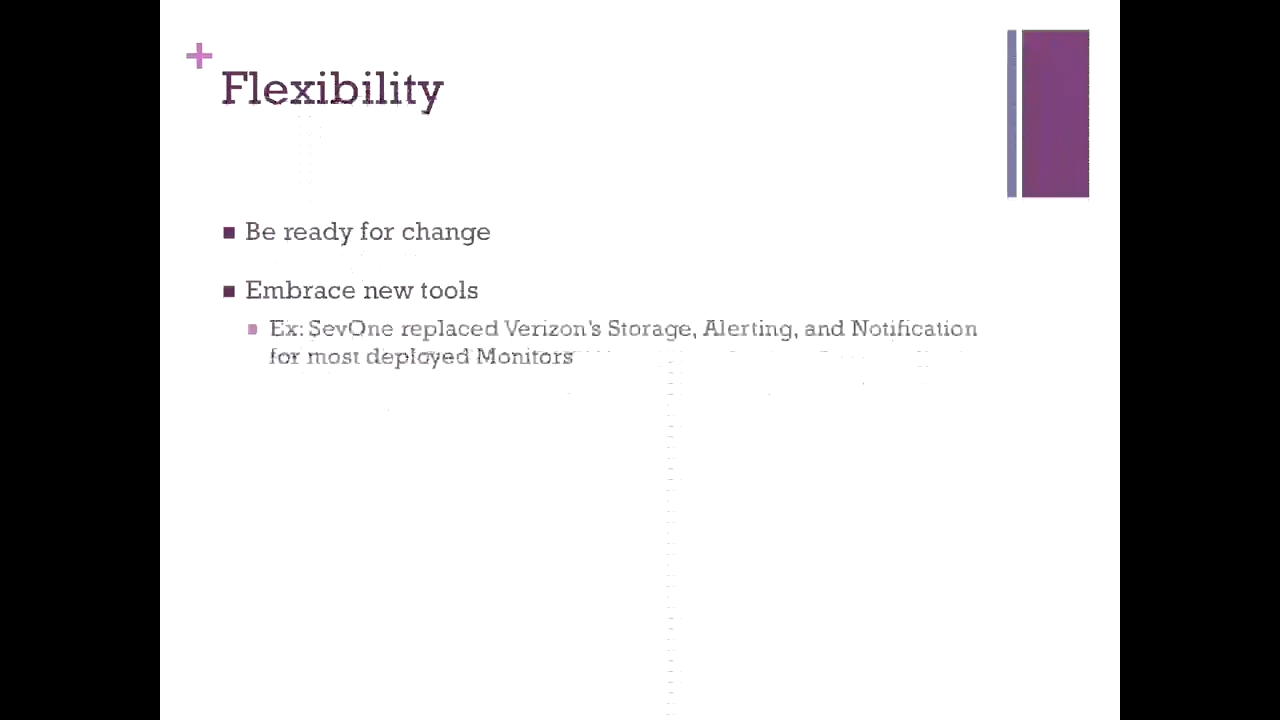 +
Flexibility
Be ready for change
Embrace new tools
Ex: SevOne replaced Verizon's Storage, Alerting, and Notification
for most deployed Monitors